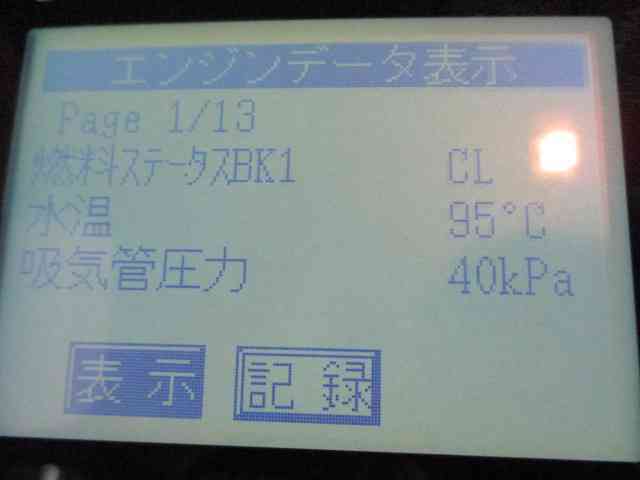 エンジンデータ表示
Page 1/13
燃料ステータスBK1 CL
水温 95°C
吸気管圧力 40kPa
表示 記録